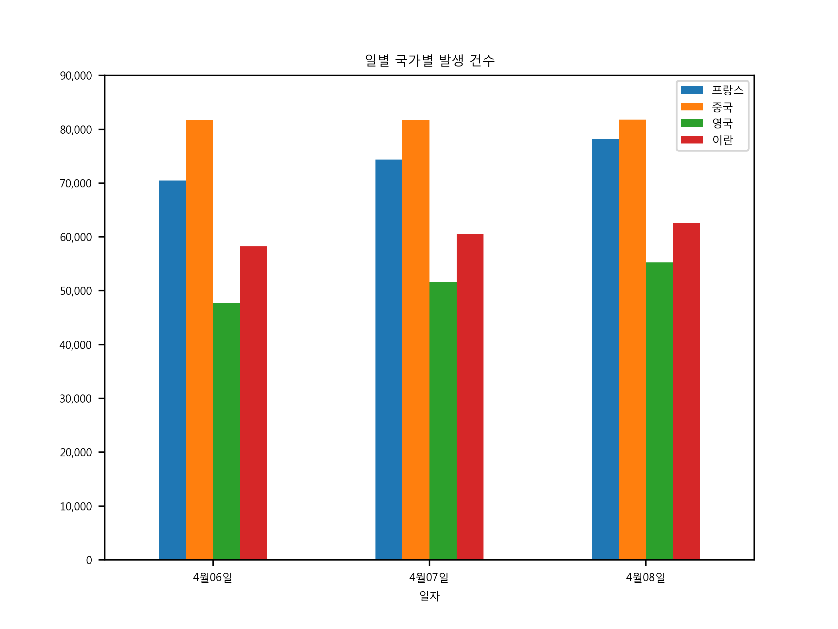 일별 국가별 발생 건수
90,000
80,000
70,000
60,000
50,000
40,000
30,000
20,000
10,000
0
프랑스
중국
영국
이란
4월06일
4월07일
4월08일
일자